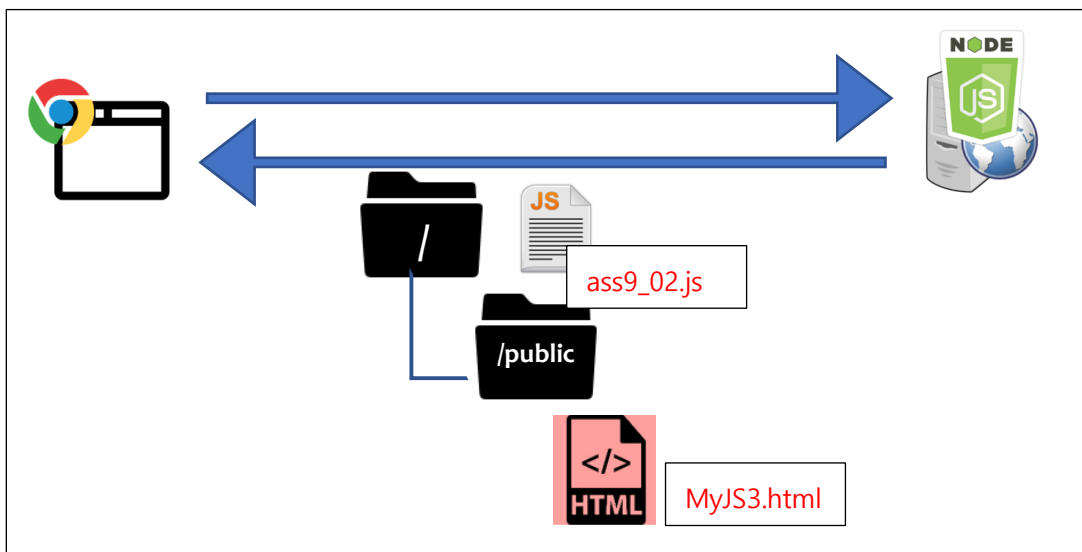 NODE
JS
/
JS
ass9_02.js
/public
</>
HTML
MyJS3.html